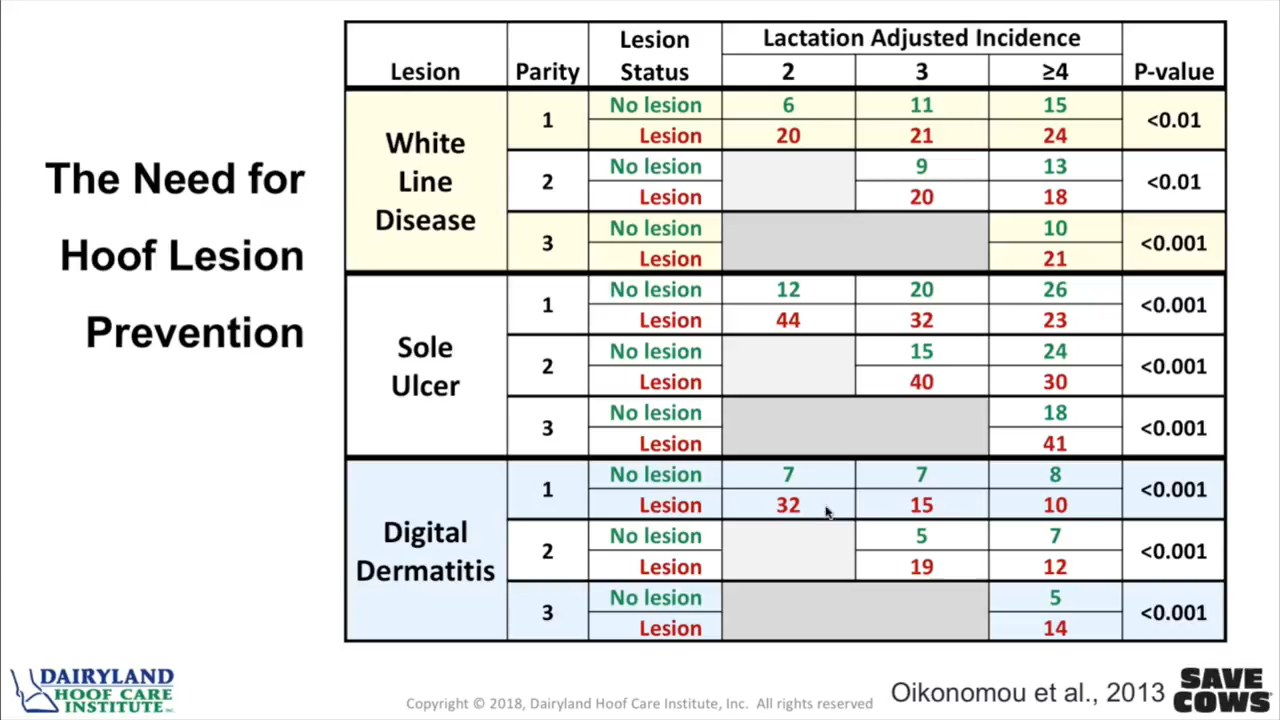 The Need for
Hoof Lesion
Prevention
Lesion Parity Lesion Status Lactation Adjusted Incidence P-value
2 3 ≥4
White Line Disease 1 No lesion 6 11 15 <0.01
Lesion 20 21 24
2 No lesion 9 13 <0.01
Lesion 20 18
3 No lesion 10 <0.001
Lesion 21
Sole Ulcer 1 No lesion 12 20 26 <0.001
Lesion 44 32 23
2 No lesion 15 24 <0.001
Lesion 40 30
3 No lesion 18 <0.001
Lesion 41
Digital Dermatitis 1 No lesion 7 7 8 <0.001
Lesion 32 15 10
2 No lesion 5 7 <0.001
Lesion 19 12
3 No lesion 5 <0.001
Lesion 14
DAIRYLAND
HOOF CARE
INSTITUTE
Copyright © 2018, Dairyland Hoof Care Institute, Inc. All rights reserved
Oikonomou et al., 2013
SAVE
COWS